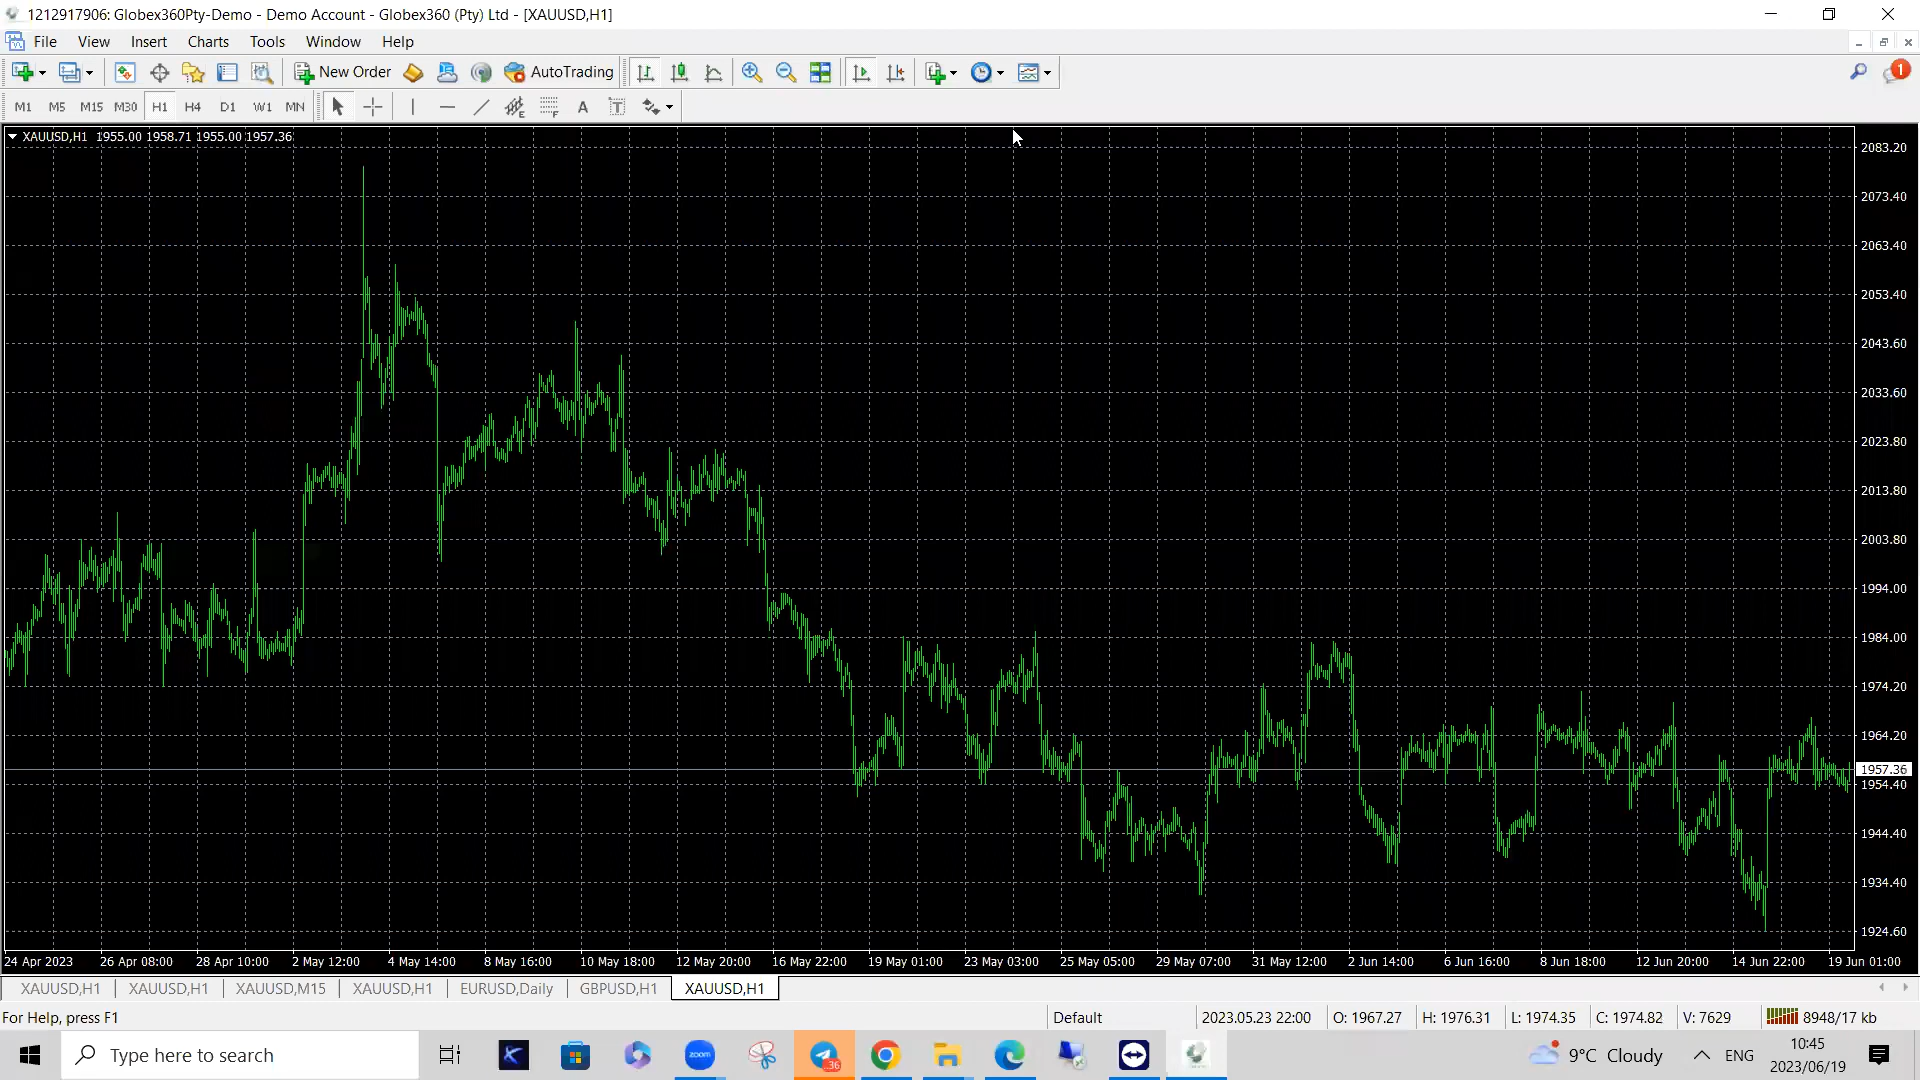 1212917906: Globex360Pty-Demo - Demo Account - Globex360 (Pty) Ltd - [XAUUSD,H1]
File View Insert Charts Tools Window Help
New Order AutoTrading 1
M1 M5 M15 M30 H1 H4 D1 W1 MN E F A T
XAUUSD,H1 1955.00 1958.71 1955.00 1957.36
2083.20
2073.40
2063.40
2053.40
2043.60
2033.60
2023.80
2013.80
2003.80
1994.00
1984.00
1974.20
1964.20
1957.36
1954.40
1944.40
1934.40
1924.60
24 Apr 2023 26 Apr 08:00 28 Apr 10:00 2 May 12:00 4 May 14:00 8 May 16:00 10 May 18:00 12 May 20:00 16 May 22:00 19 May 01:00 23 May 03:00 25 May 05:00 29 May 07:00 31 May 12:00 2 Jun 14:00 6 Jun 16:00 8 Jun 18:00 12 Jun 20:00 14 Jun 22:00 19 Jun 01:00
XAUUSD,H1 XAUUSD,H1 XAUUSD,M15 XAUUSD,H1 EURUSD,Daily GBPUSD,H1 XAUUSD,H1
For Help, press F1 Default 2023.05.23 22:00 O: 1967.27 H: 1976.31 L: 1974.35 C: 1974.82 V: 7629 8948/17 kb
Type here to search zoom 36 9°C Cloudy ENG 10:45
2023/06/19